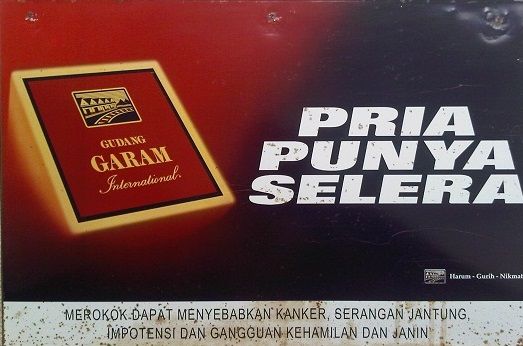 GUDANG
GARAM
International.
PRIA
PUNYA
SELERA
Harum - Gurih - Nikmat
MEROKOK DAPAT MENYEBABKAN KANKER, SERANGAN JANTUNG,
IMPOTENSI DAN GANGGUAN KEHAMILAN DAN JANIN